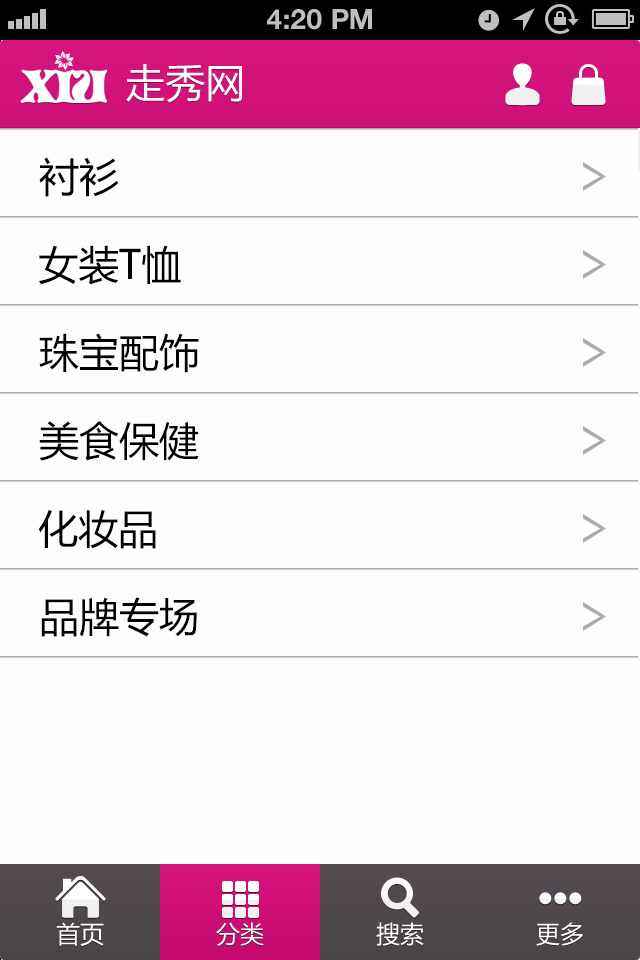 4:20 PM
XIU 走秀网
衬衫
女装T恤
珠宝配饰
美食保健
化妆品
品牌专场
首页 分类 搜索 更多